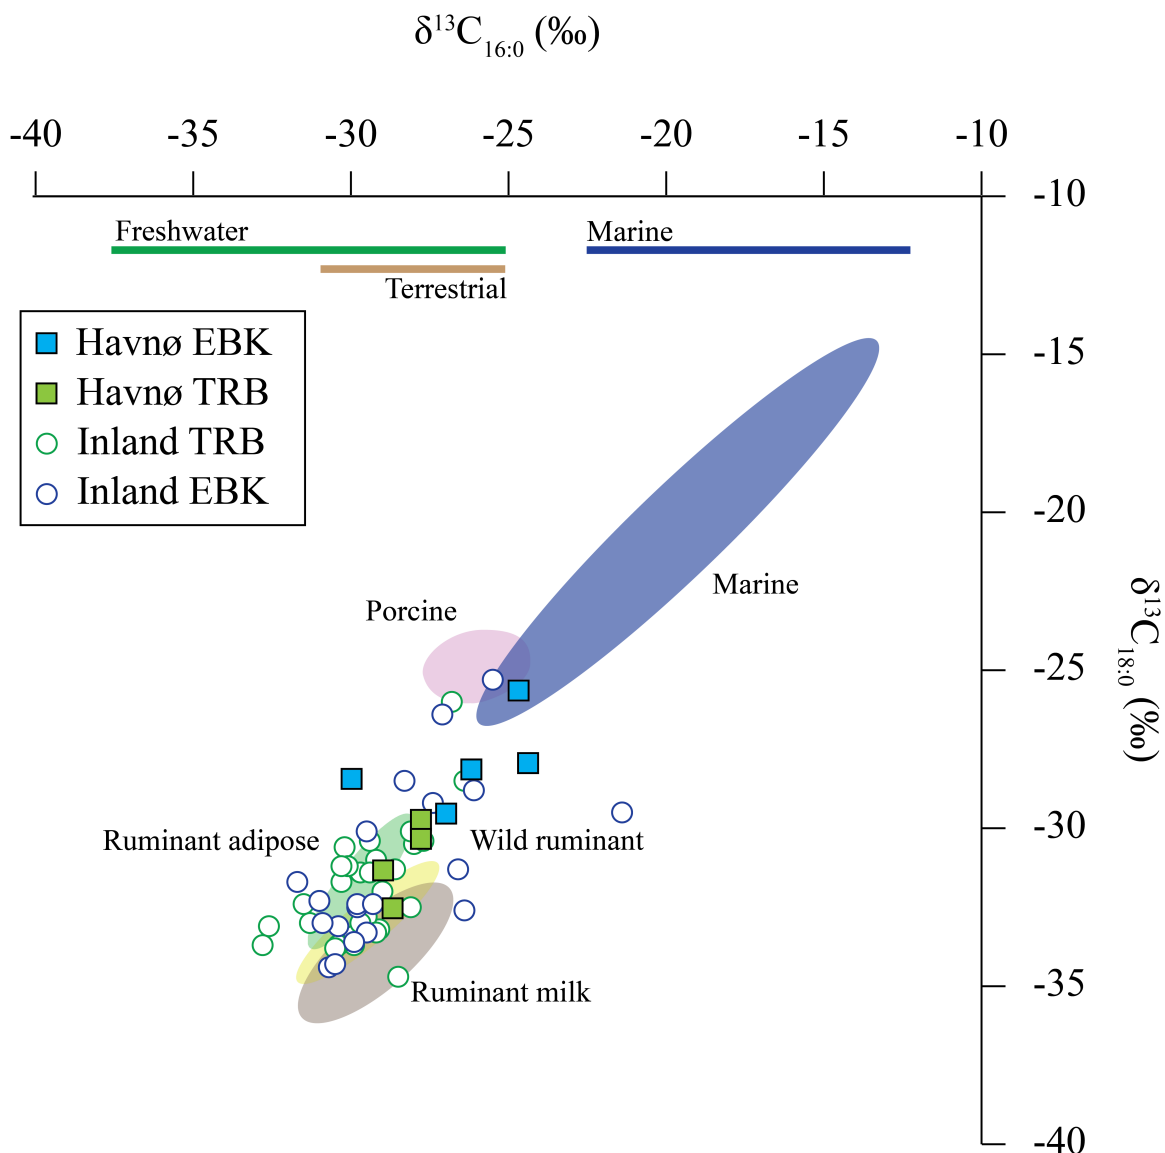 δ¹³C₁₆:₀ (‰)
-40 -35 -30 -25 -20 -15 -10
-10
Freshwater
Marine
Terrestrial
Havnø EBK
Havnø TRB
Inland TRB
Inland EBK
-15
-20
Marine
Porcine
δ¹³C₁₈:₀ (‰)
-25
-30
Ruminant adipose
Wild ruminant
-35
Ruminant milk
-40